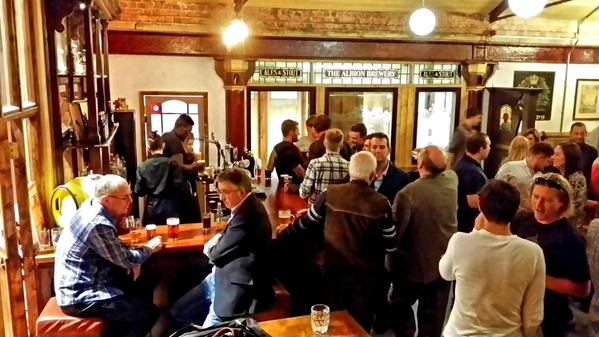 ALES & STOUT
THE ALBION BREWERY
ALES & STOUT